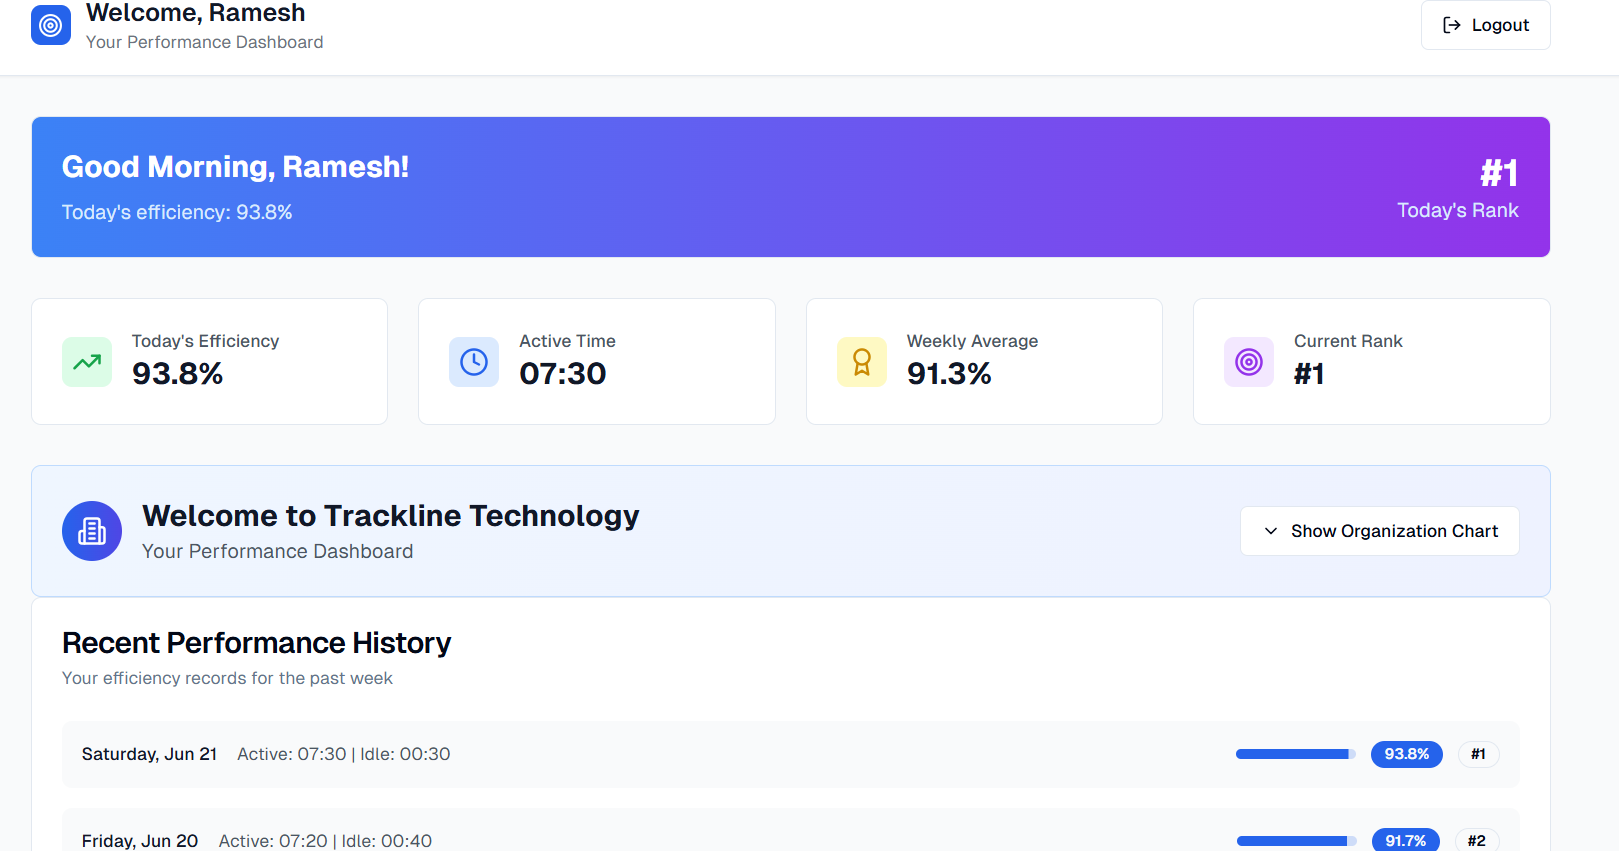 Welcome, Ramesh
Your Performance Dashboard
Logout
Good Morning, Ramesh!
Today's efficiency: 93.8%
#1
Today's Rank
Today's Efficiency
93.8%
Active Time
07:30
Weekly Average
91.3%
Current Rank
#1
Welcome to Trackline Technology
Your Performance Dashboard
Show Organization Chart
Recent Performance History
Your efficiency records for the past week
Saturday, Jun 21 Active: 07:30 | Idle: 00:30 93.8% #1
Friday, Jun 20 Active: 07:20 | Idle: 00:40 91.7% #2